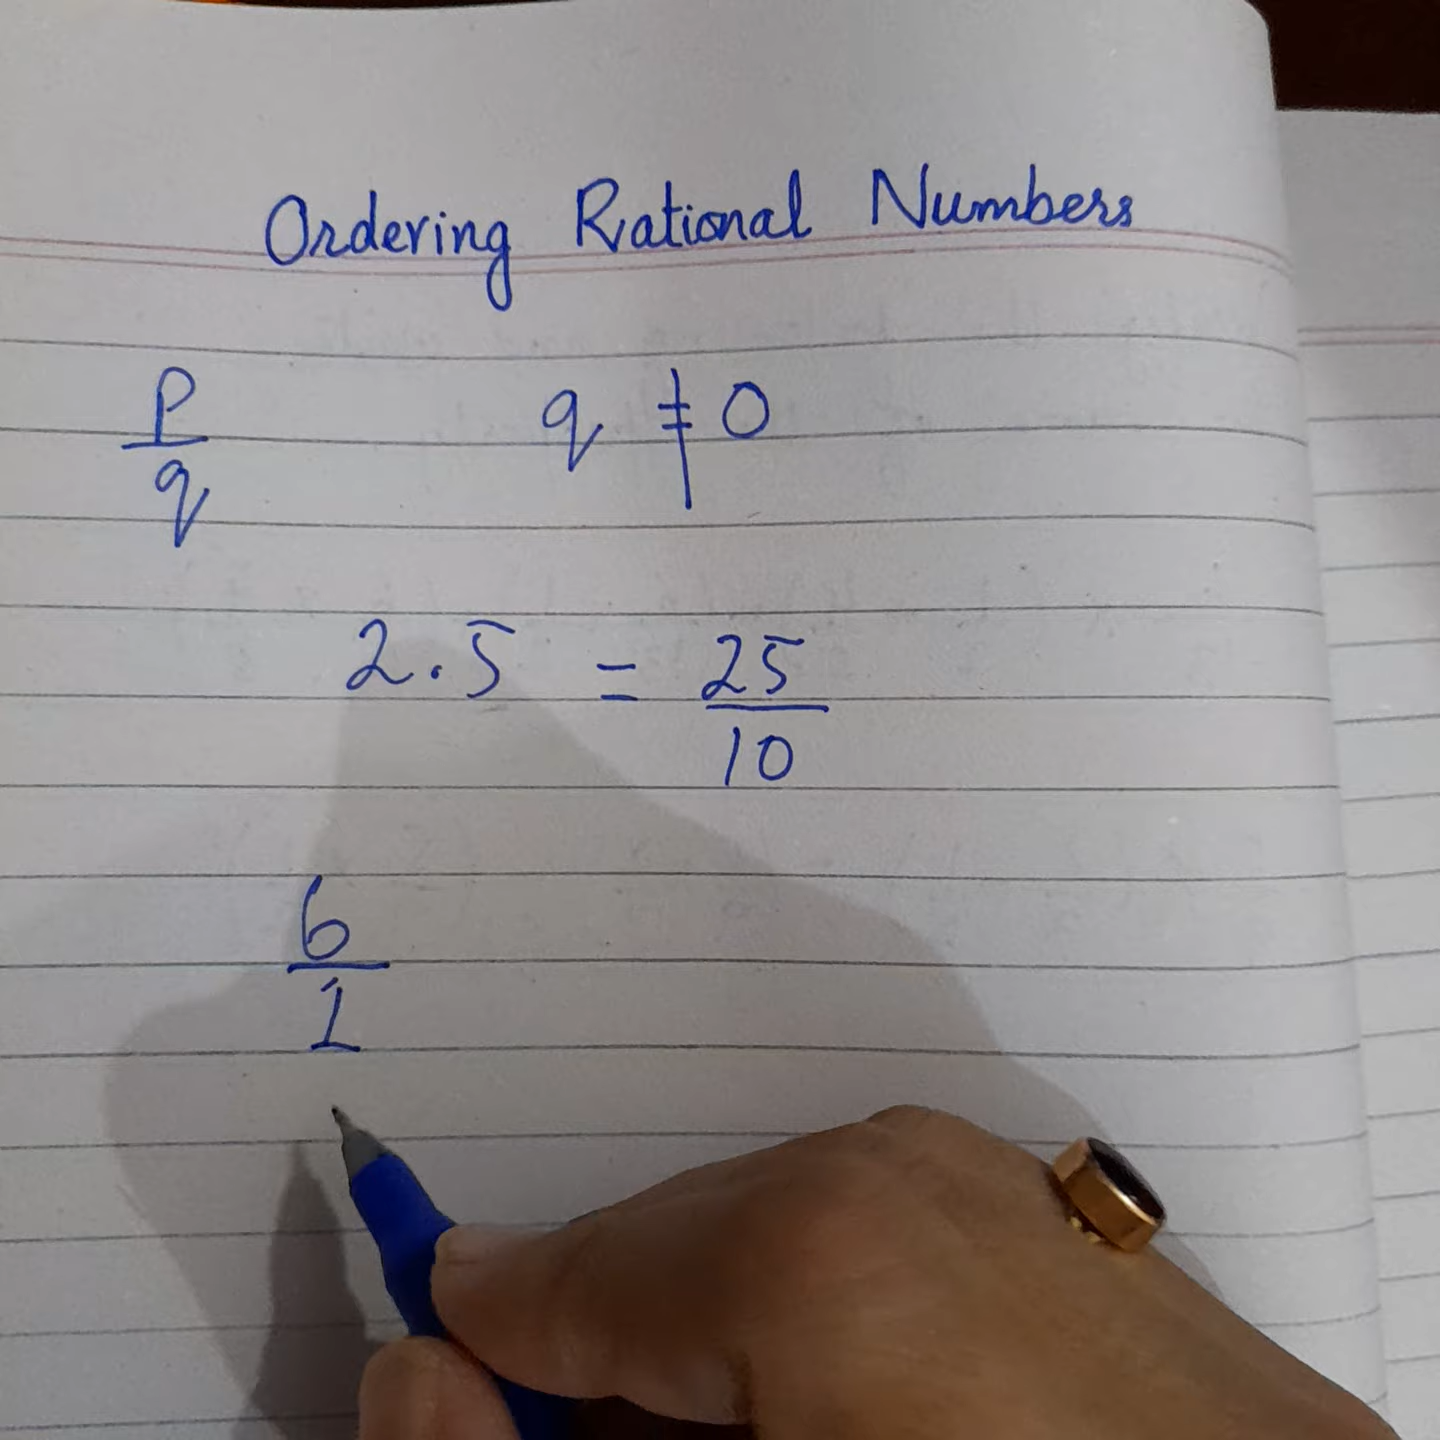 Ordering Rational Numbers
p/q q ≠ 0
2.5 = 25/10
6/1